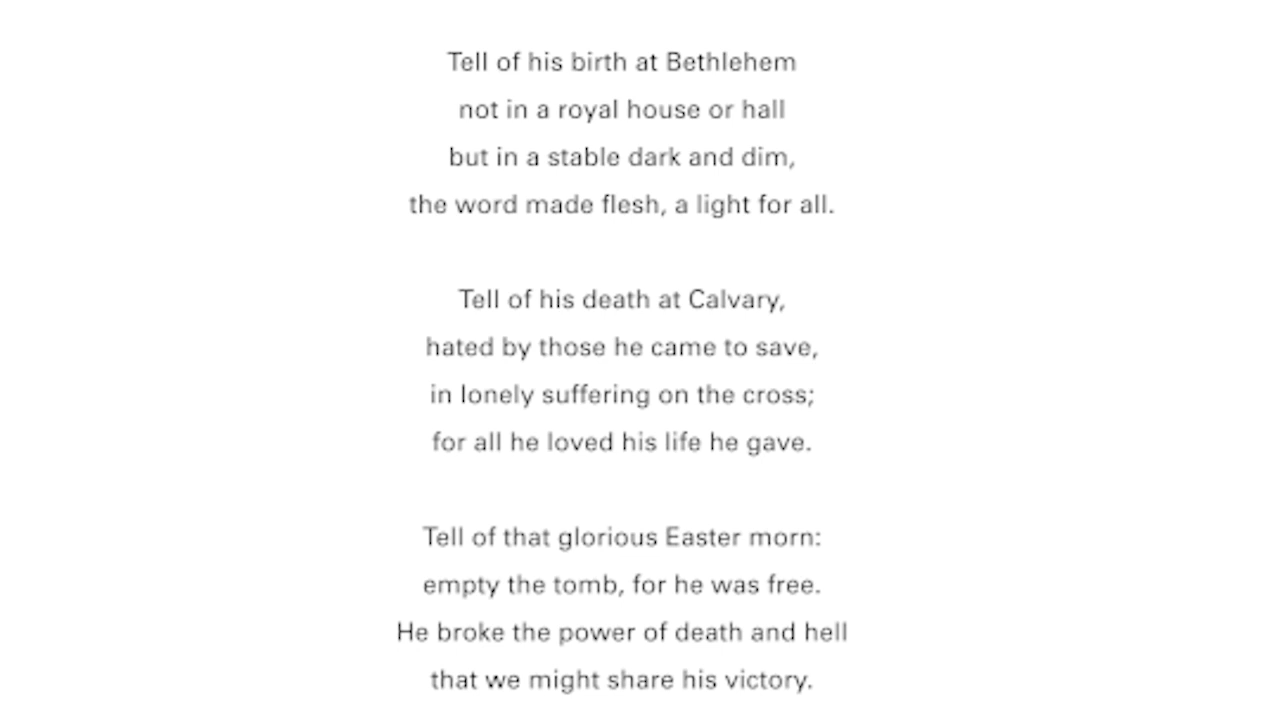 Tell of his birth at Bethlehem
not in a royal house or hall
but in a stable dark and dim,
the word made flesh, a light for all.
Tell of his death at Calvary,
hated by those he came to save,
in lonely suffering on the cross;
for all he loved his life he gave.
Tell of that glorious Easter morn:
empty the tomb, for he was free.
He broke the power of death and hell
that we might share his victory.